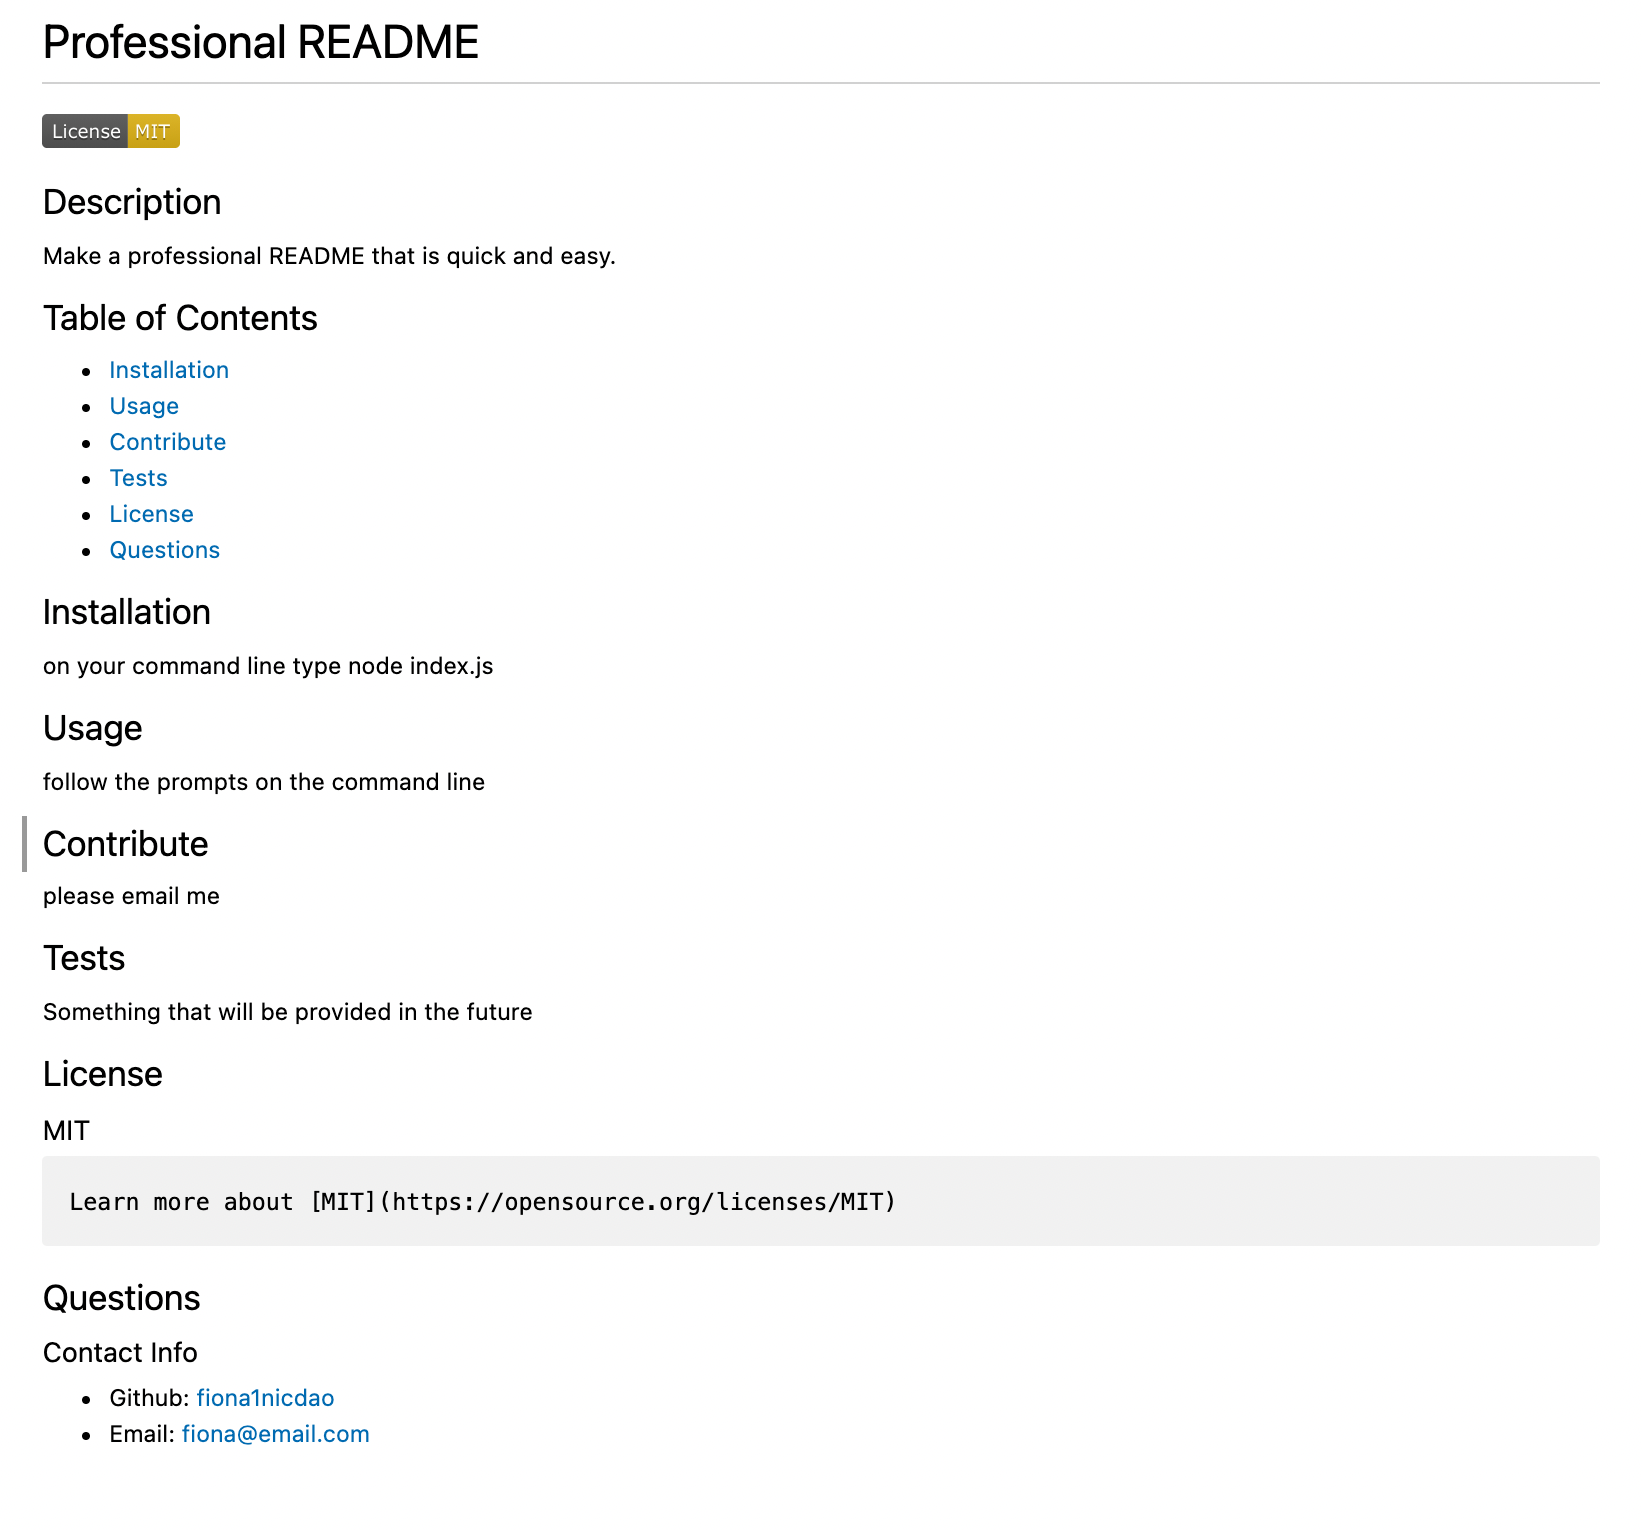 Professional README
License MIT
Description
Make a professional README that is quick and easy.
Table of Contents
Installation
Usage
Contribute
Tests
License
Questions
Installation
on your command line type node index.js
Usage
follow the prompts on the command line
Contribute
please email me
Tests
Something that will be provided in the future
License
MIT
Learn more about [MIT](https://opensource.org/licenses/MIT)
Questions
Contact Info
Github: fiona1nicdao
Email: fiona@email.com